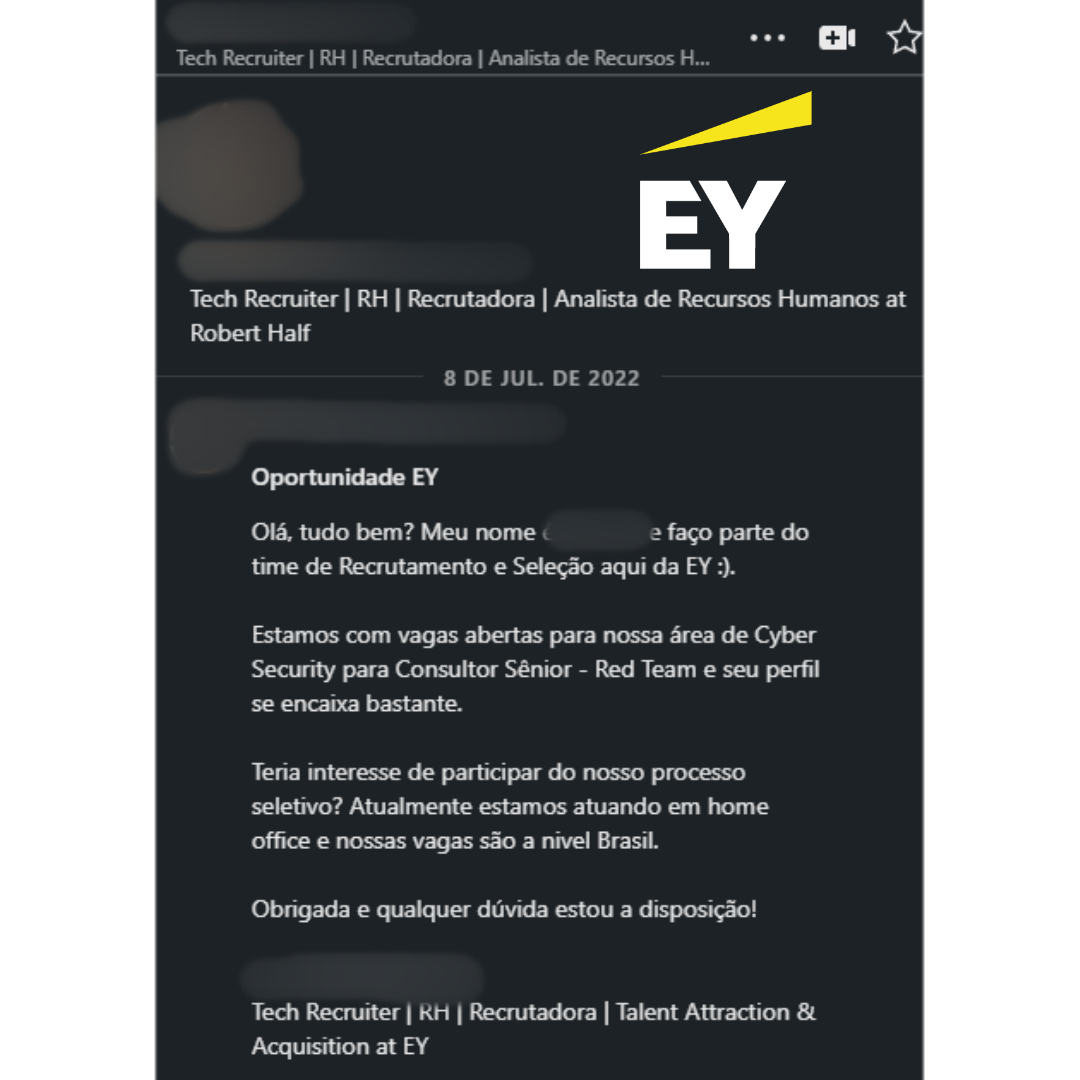 Tech Recruiter | RH | Recrutadora | Analista de Recursos H...
EY
Tech Recruiter | RH | Recrutadora | Analista de Recursos Humanos at
Robert Half
8 DE JUL. DE 2022
Oportunidade EY
Olá, tudo bem? Meu nome e faço parte do
time de Recrutamento e Seleção aqui da EY :).
Estamos com vagas abertas para nossa área de Cyber
Security para Consultor Sênior - Red Team e seu perfil
se encaixa bastante.
Teria interesse de participar do nosso processo
seletivo? Atualmente estamos atuando em home
office e nossas vagas são a nivel Brasil.
Obrigada e qualquer dúvida estou a disposição!
Tech Recruiter | RH | Recrutadora | Talent Attraction &
Acquisition at EY